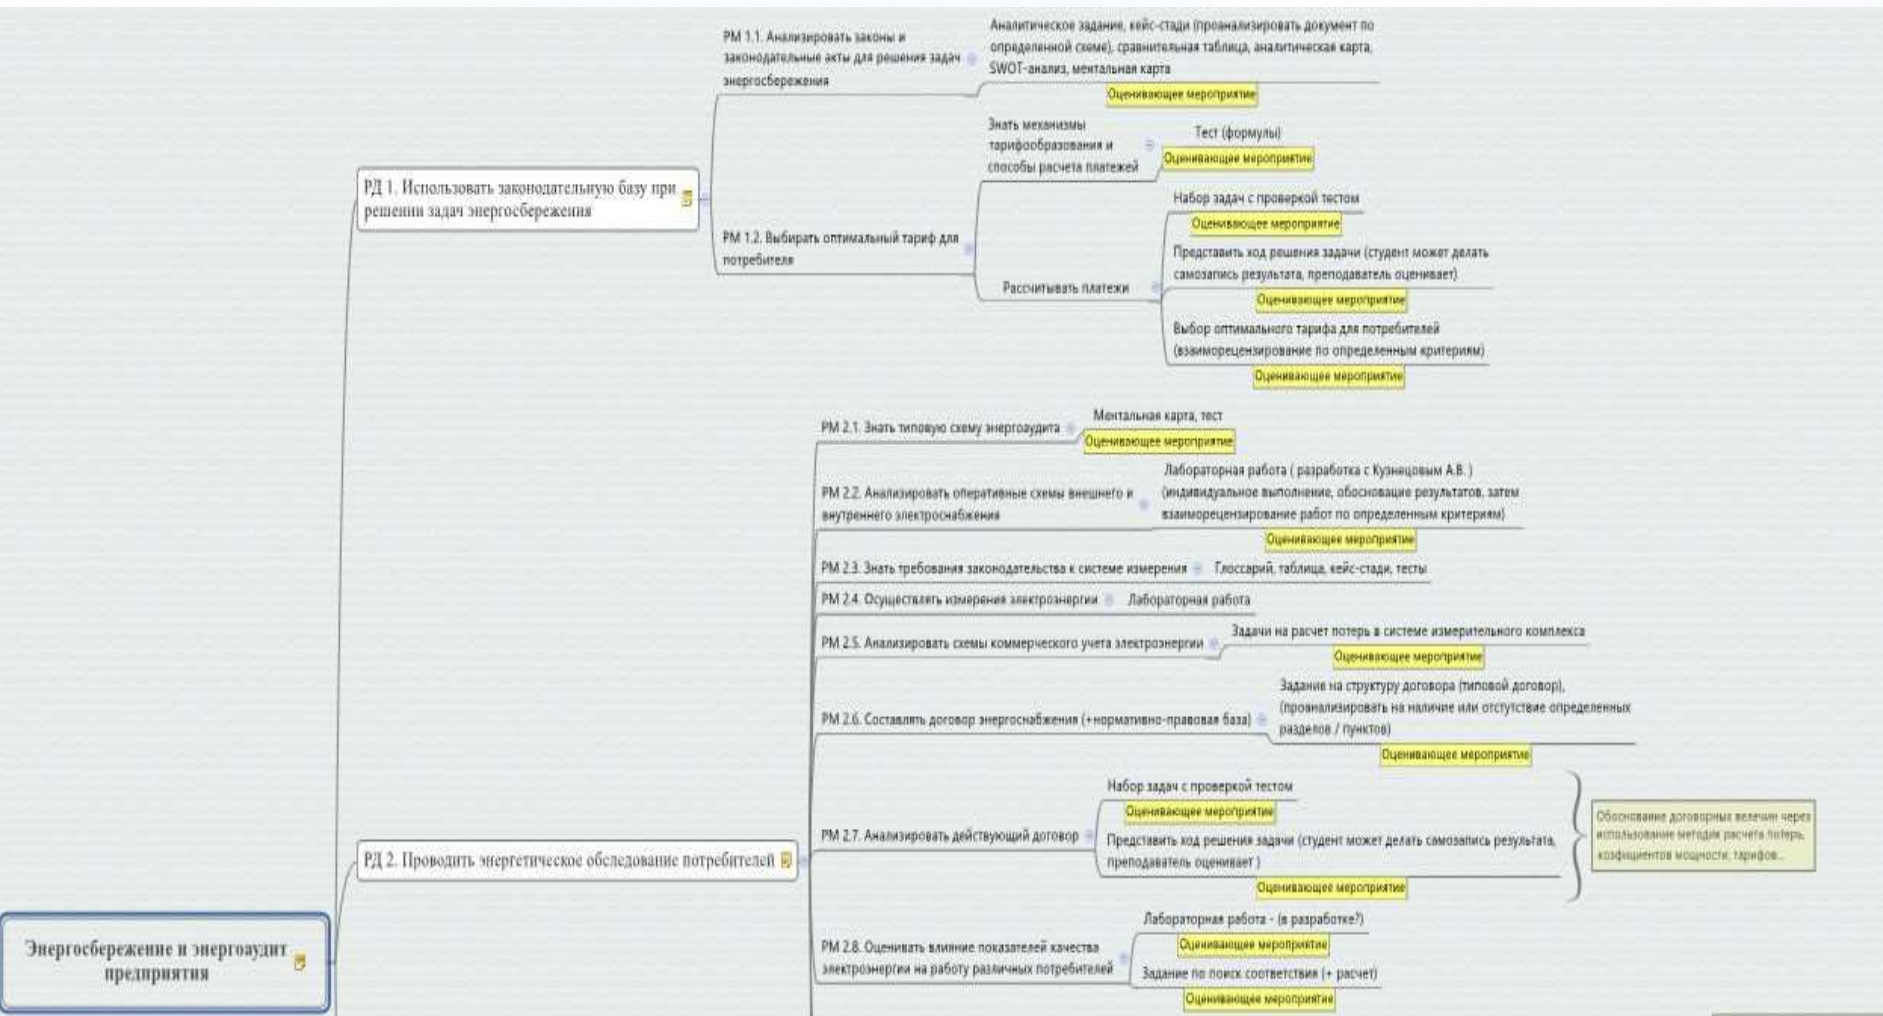 РМ 1.1. Анализировать законы и
законодательные акты для решения задач
энергосбережения
Аналитическое задание, кейс-стади (проанализировать документ по
определенной схеме), сравнительная таблица, аналитическая карта,
SWOT-анализ, ментальная карта
Оценивающее мероприятие
Знать механизмы
тарифообразования и
способы расчета платежей
Тест (формулы)
Оценивающее мероприятие
РД 1. Использовать законодательную базу при
решении задач энергосбережения
РМ 1.2. Выбирать оптимальный тариф для
потребителя
Набор задач с проверкой тестом
Оценивающее мероприятие
Представить ход решения задачи (студент может делать
самозапись результата, преподаватель оценивает)
Оценивающее мероприятие
Рассчитывать платежи
Выбор оптимального тарифа для потребителей
(взаиморецензирование по определенным критериям)
Оценивающее мероприятие
РМ 2.1. Знать типовую схему энергоаудита
Ментальная карта, тест
Оценивающее мероприятие
РМ 2.2. Анализировать оперативные схемы внешнего и
внутреннего электроснабжения
Лабораторная работа ( разработка с Кузнецовым А.В. )
(индивидуальное выполнение, обосновацие результатов, затем
взаиморецензирование работ по определенным критериям)
Оценивающее мероприятие
РМ 2.3. Знать требования законодательства к системе измерения
Глоссарий, таблица, кейс-стади, тесты
РМ 2.4. Осуществлять измерения электроэнергии
Лабораторная работа
РМ 2.5. Анализировать схемы коммерческого учета электроэнергии
Задачи на расчет потерь в системе измерительного комплекса
Оценивающее мероприятие
РМ 2.6. Составлять договор энергоснабжения (+нормативно-правовая база)
Задание на структуру договора (типовой договор),
(проанализировать на наличие или отсутствие определенных
разделов / пунктов)
Оценивающее мероприятие
РМ 2.7. Анализировать действующий договор
Набор задач с проверкой тестом
Оценивающее мероприятие
Представить ход решения задачи (студент может делать самозапись результата,
преподаватель оценивает )
Оценивающее мероприятие
Обоснование договорных величин через
использование методик расчета потерь,
коэфициентов мощности, тарифов...
РД 2. Проводить энергетическое обследование потребителей
РМ 2.8. Оценивать влияние показателей качества
электроэнергии на работу различных потребителей
Лабораторная работа - (в разработке?)
Оценивающее мероприятие
Задание по поиск соответствия (+ расчет)
Оценивающее мероприятие
Энергосбережение и энергоаудит
предприятия